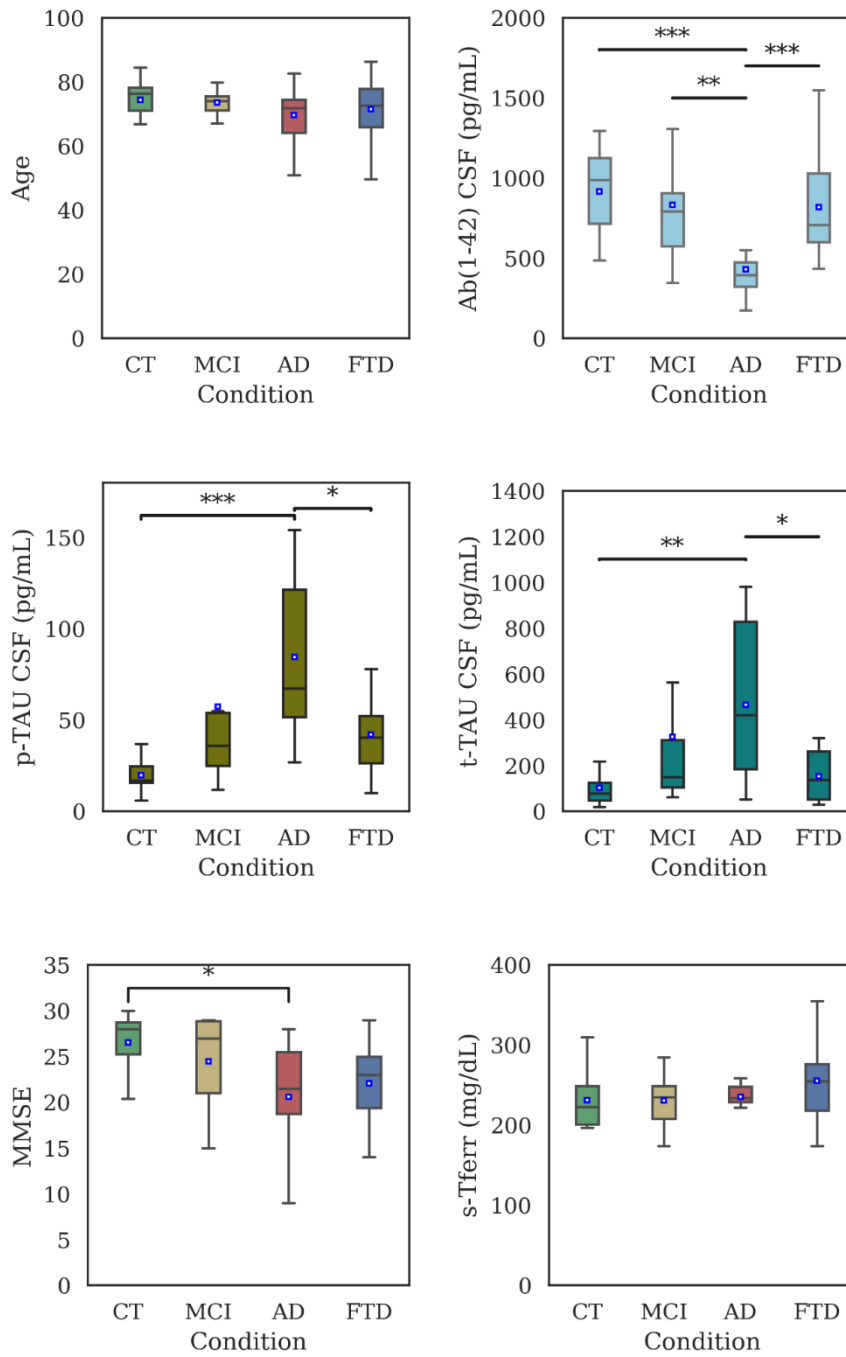 100
80
60
40
20
0
Age
CT MCI AD FTD
Condition
2000
1500
1000
500
0
Ab(1-42) CSF (pg/mL)
***
***
**
CT MCI AD FTD
Condition
150
100
50
0
p-TAU CSF (pg/mL)
***
*
CT MCI AD FTD
Condition
1400
1200
1000
800
600
400
200
0
t-TAU CSF (pg/mL)
*
**
CT MCI AD FTD
Condition
35
30
25
20
15
10
5
0
MMSE
*
CT MCI AD FTD
Condition
400
300
200
100
0
s-Tferr (mg/dL)
CT MCI AD FTD
Condition